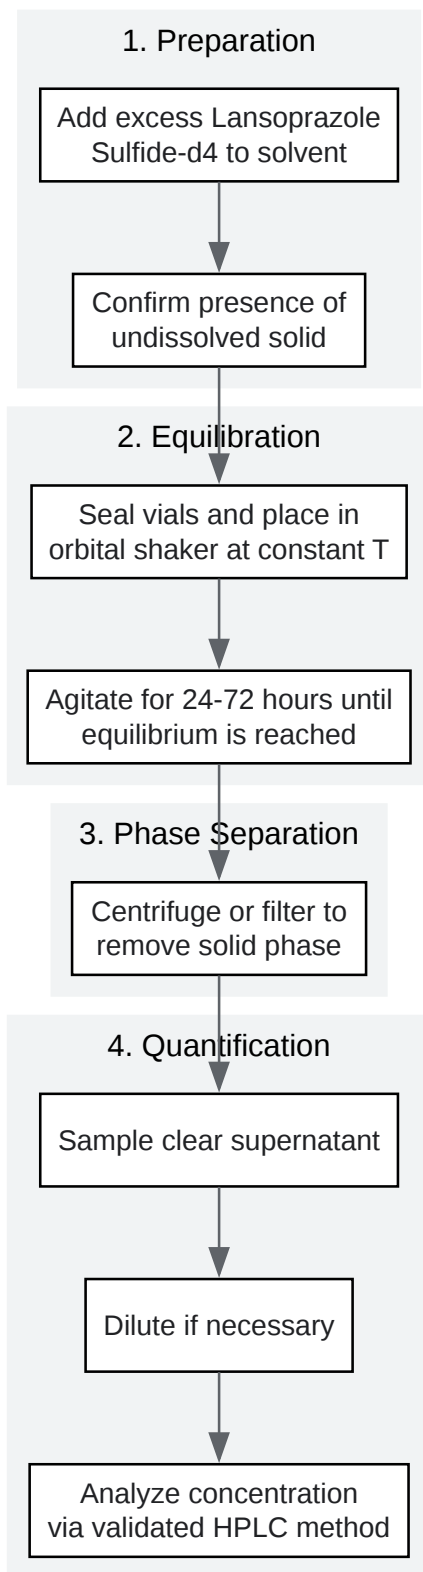 1. Preparation
Add excess Lansoprazole
Sulfide-d4 to solvent
Confirm presence of
undissolved solid
2. Equilibration
Seal vials and place in
orbital shaker at constant T
Agitate for 24-72 hours until
equilibrium is reached
3. Phase Separation
Centrifuge or filter to
remove solid phase
4. Quantification
Sample clear supernatant
Dilute if necessary
Analyze concentration
via validated HPLC method